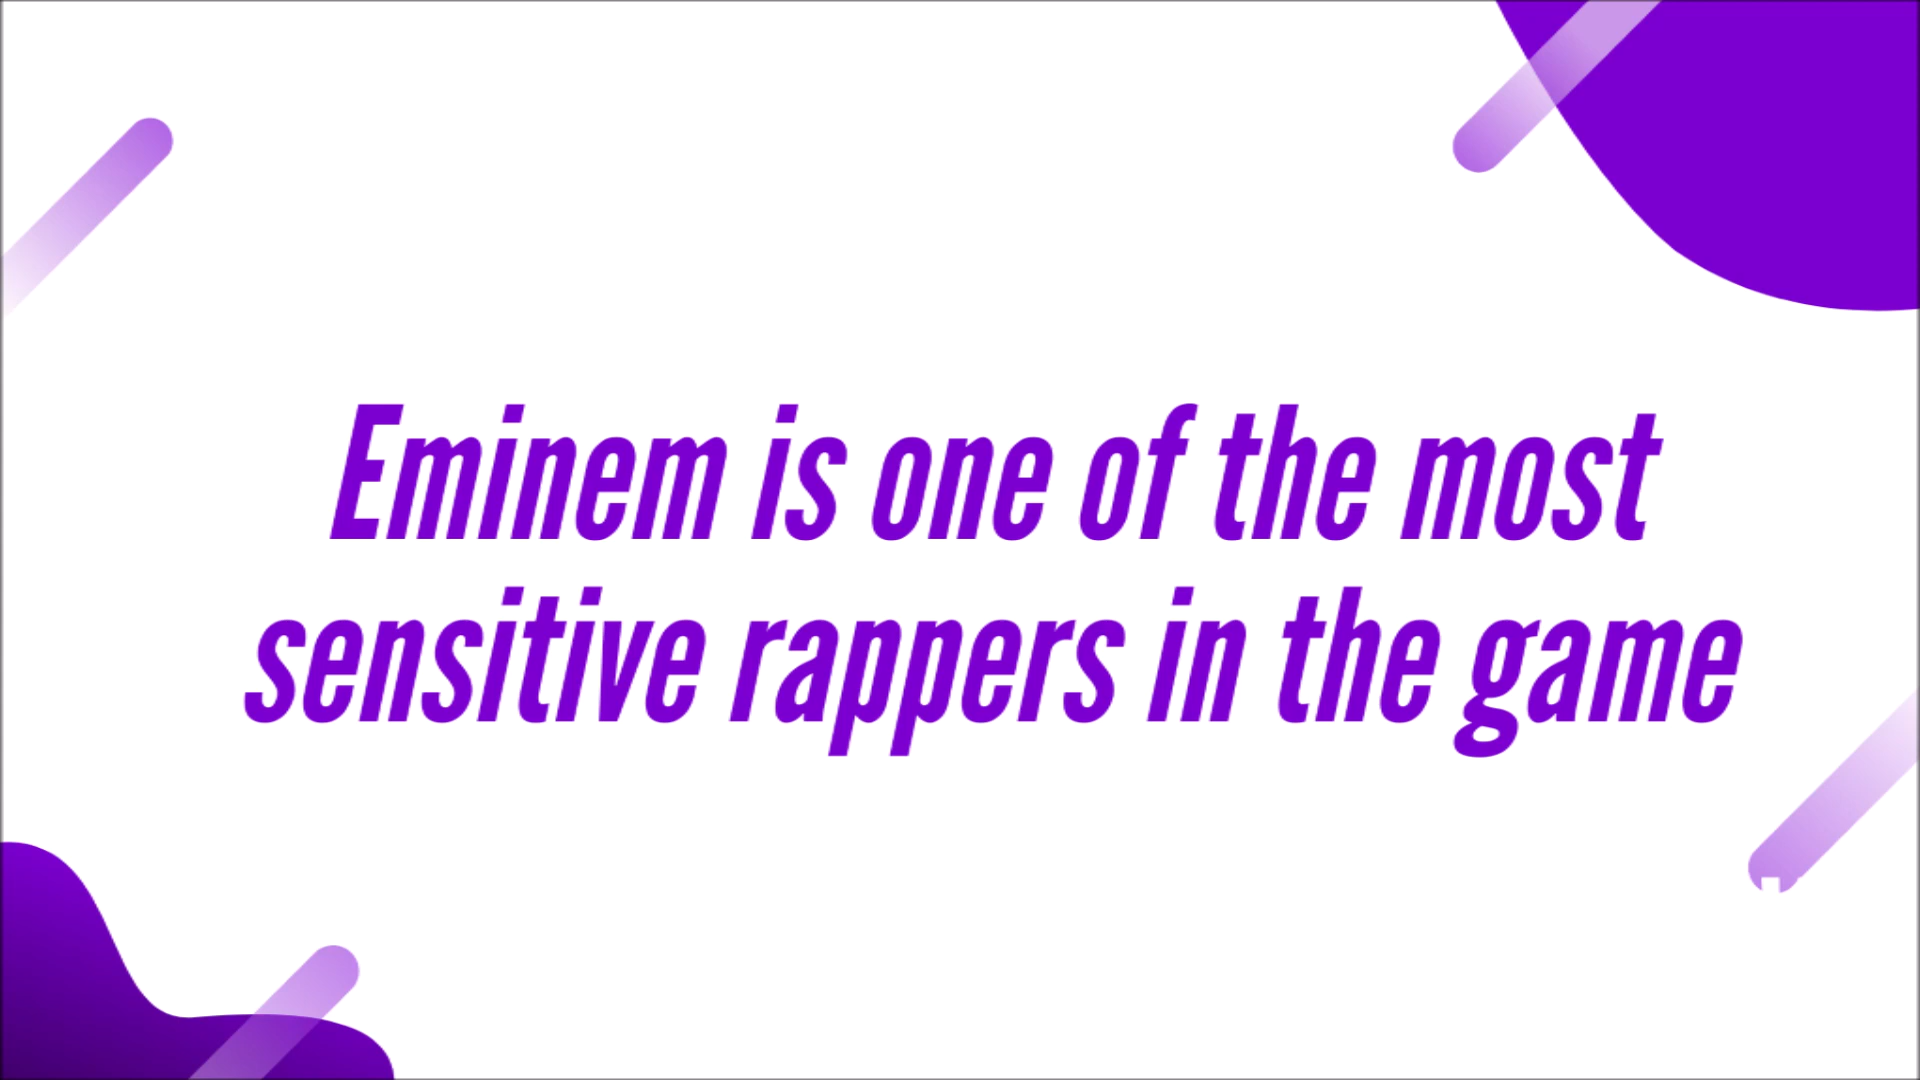 Eminem is one of the most
sensitive rappers in the game